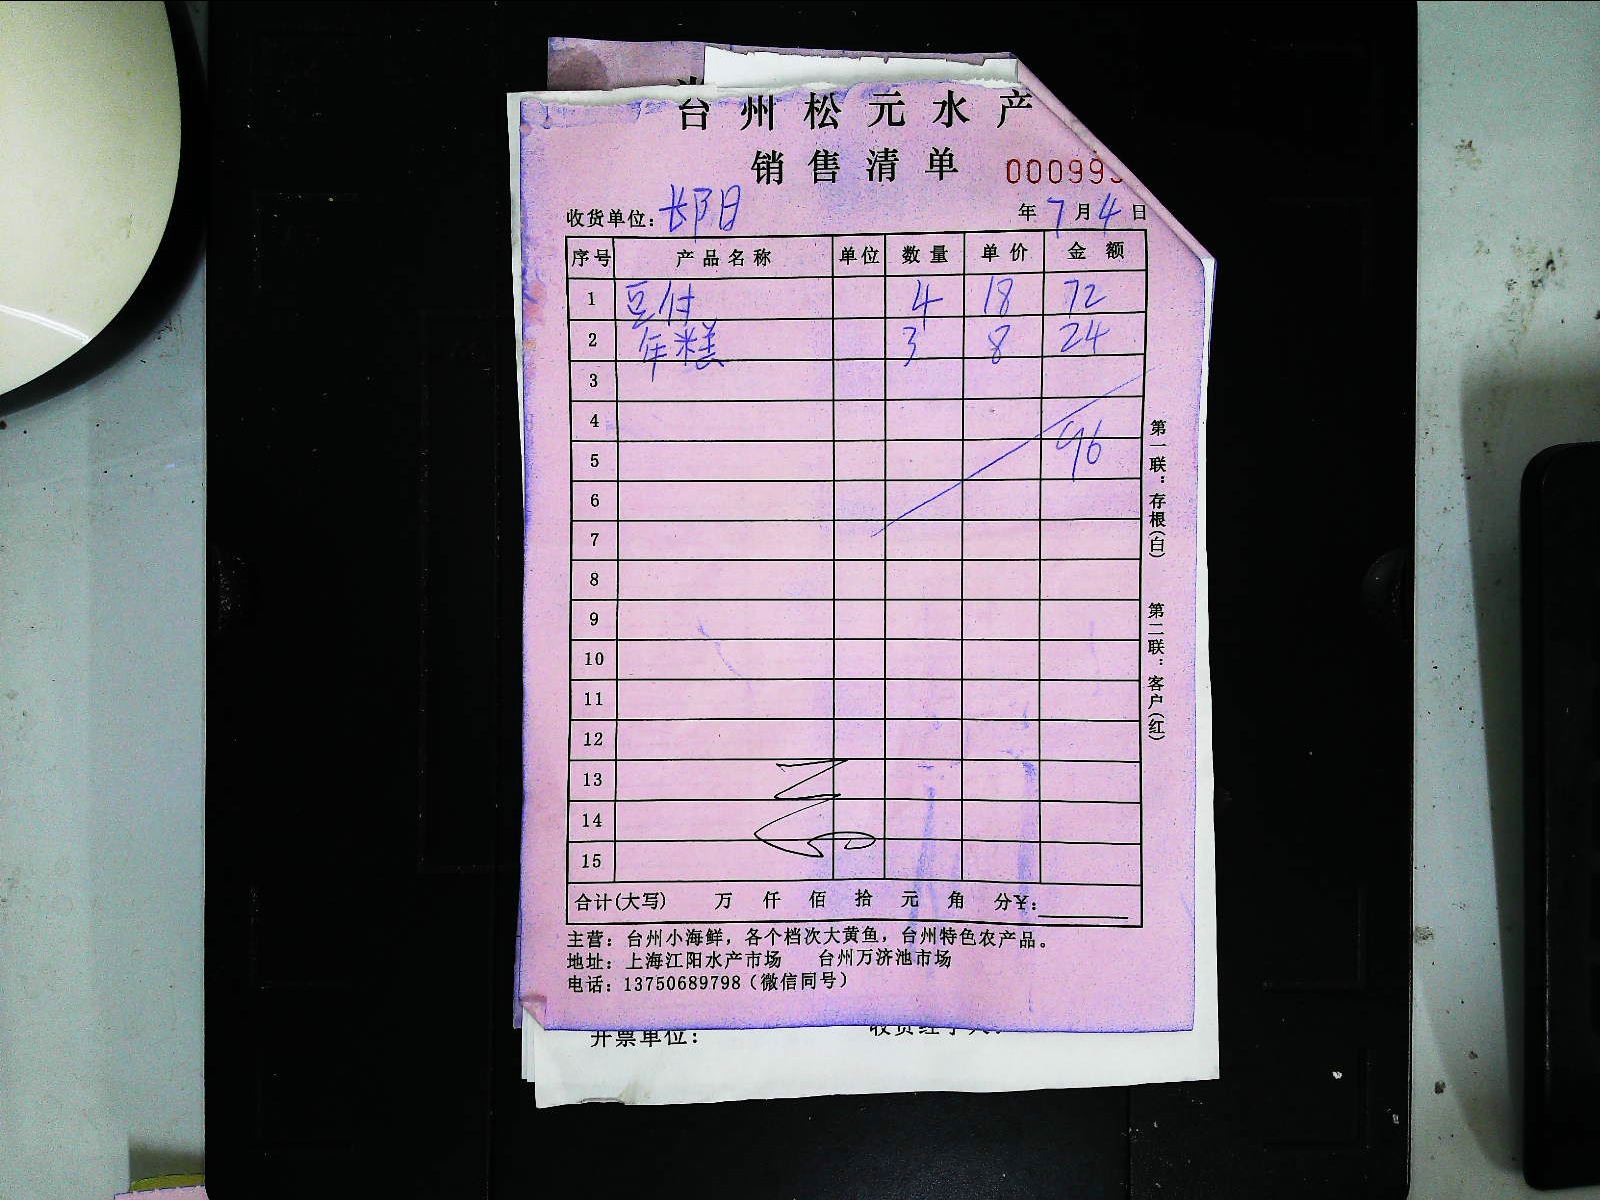 台州松元水产
销售清单 00099
收货单位: 年7月4日
序号 产品名称 单位 数量 单价 金额
1 豆付 4 18 72
2 年糕 3 8 24
3
4
5 96
6
7
8
9
10
11
12
13
14
15
合计(大写) 万 仟 佰 拾 元 角 分¥:
主营：台州小海鲜，各个档次大黄鱼，台州特色农产品。
地址：上海江阳水产市场 台州万济池市场
电话：13750689798（微信同号）
第一联：存根(白) 第二联：客户(红)
开票单位: